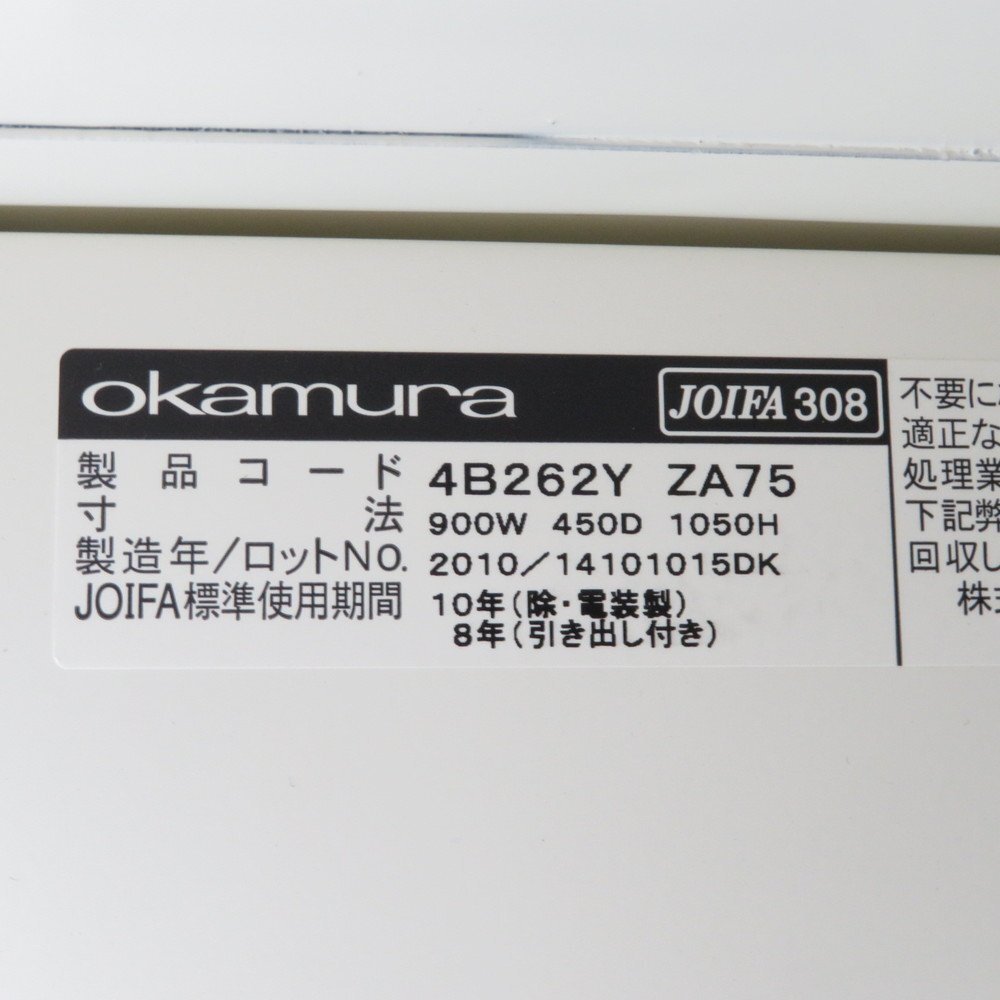 okamura JOIFA 308
製品コード 4B262Y ZA75
寸法 900W 450D 1050H
製造年/ロットNo. 2010/14101015DK
JOIFA標準使用期間 10年(除・電装製)
8年(引き出し付き)
不要に
適正な
処理業
下記弊
回収し
株式